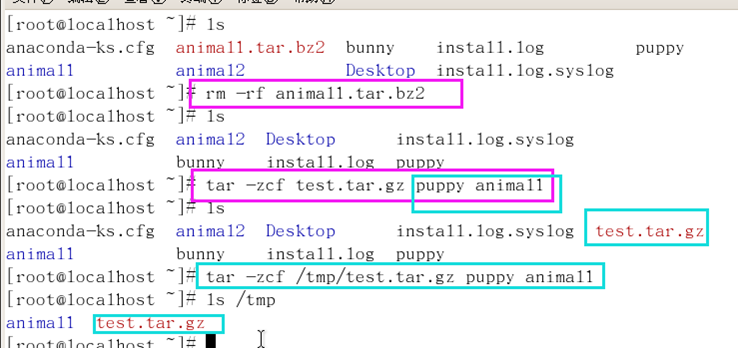 [root@localhost ~]# ls
anaconda-ks.cfg animal1.tar.bz2 bunny install.log puppy
animal1 animal2 Desktop install.log.syslog
[root@localhost ~]# rm -rf animal1.tar.bz2
[root@localhost ~]# ls
anaconda-ks.cfg animal2 Desktop install.log.syslog
animal1 bunny install.log puppy
[root@localhost ~]# tar -zcf test.tar.gz puppy animal1
[root@localhost ~]# ls
anaconda-ks.cfg animal2 Desktop install.log.syslog test.tar.gz
animal1 bunny install.log puppy
[root@localhost ~]# tar -zcf /tmp/test.tar.gz puppy animal1
[root@localhost ~]# ls /tmp
animal1 test.tar.gz
[root@localhost ~]#